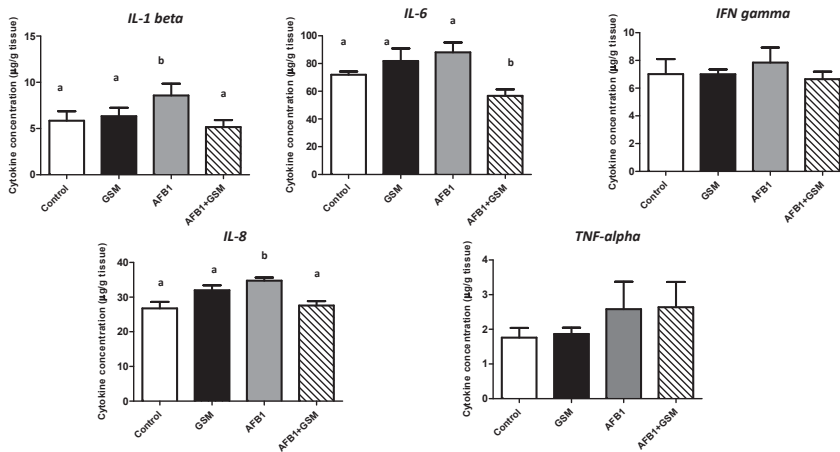 IL-1 beta
Cytokine concentration (µg/g tissue)
15
10
5
0
a
a
b
a
Control
GSM
AFB1
AFB1+GSM
IL-6
Cytokine concentration (µg/g tissue)
100
80
60
40
20
0
a
a
a
b
Control
GSM
AFB1
AFB1+GSM
IFN gamma
Cytokine concentration (µg/g tissue)
10
8
6
4
2
0
Control
GSM
AFB1
AFB1+GSM
IL-8
Cytokine concentration (µg/g tissue)
40
30
20
10
0
a
a
b
a
Control
GSM
AFB1
AFB1+GSM
TNF-alpha
Cytokine concentration (µg/g tissue)
4
3
2
1
0
Control
GSM
AFB1
AFB1+GSM